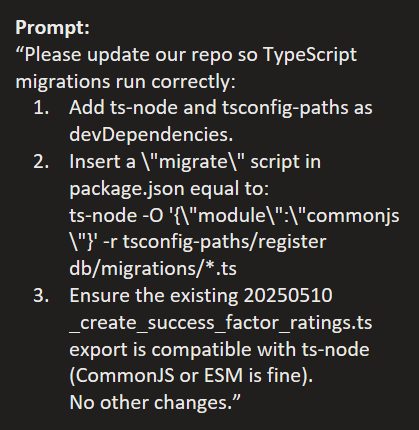 Prompt:
“Please update our repo so TypeScript
migrations run correctly:
1. Add ts-node and tsconfig-paths as
devDependencies.
2. Insert a \"migrate\" script in
package.json equal to:
ts-node -O '{\"module\":\"commonjs
\"}' -r tsconfig-paths/register
db/migrations/*.ts
3. Ensure the existing 20250510
_create_success_factor_ratings.ts
export is compatible with ts-node
(CommonJS or ESM is fine).
No other changes.”